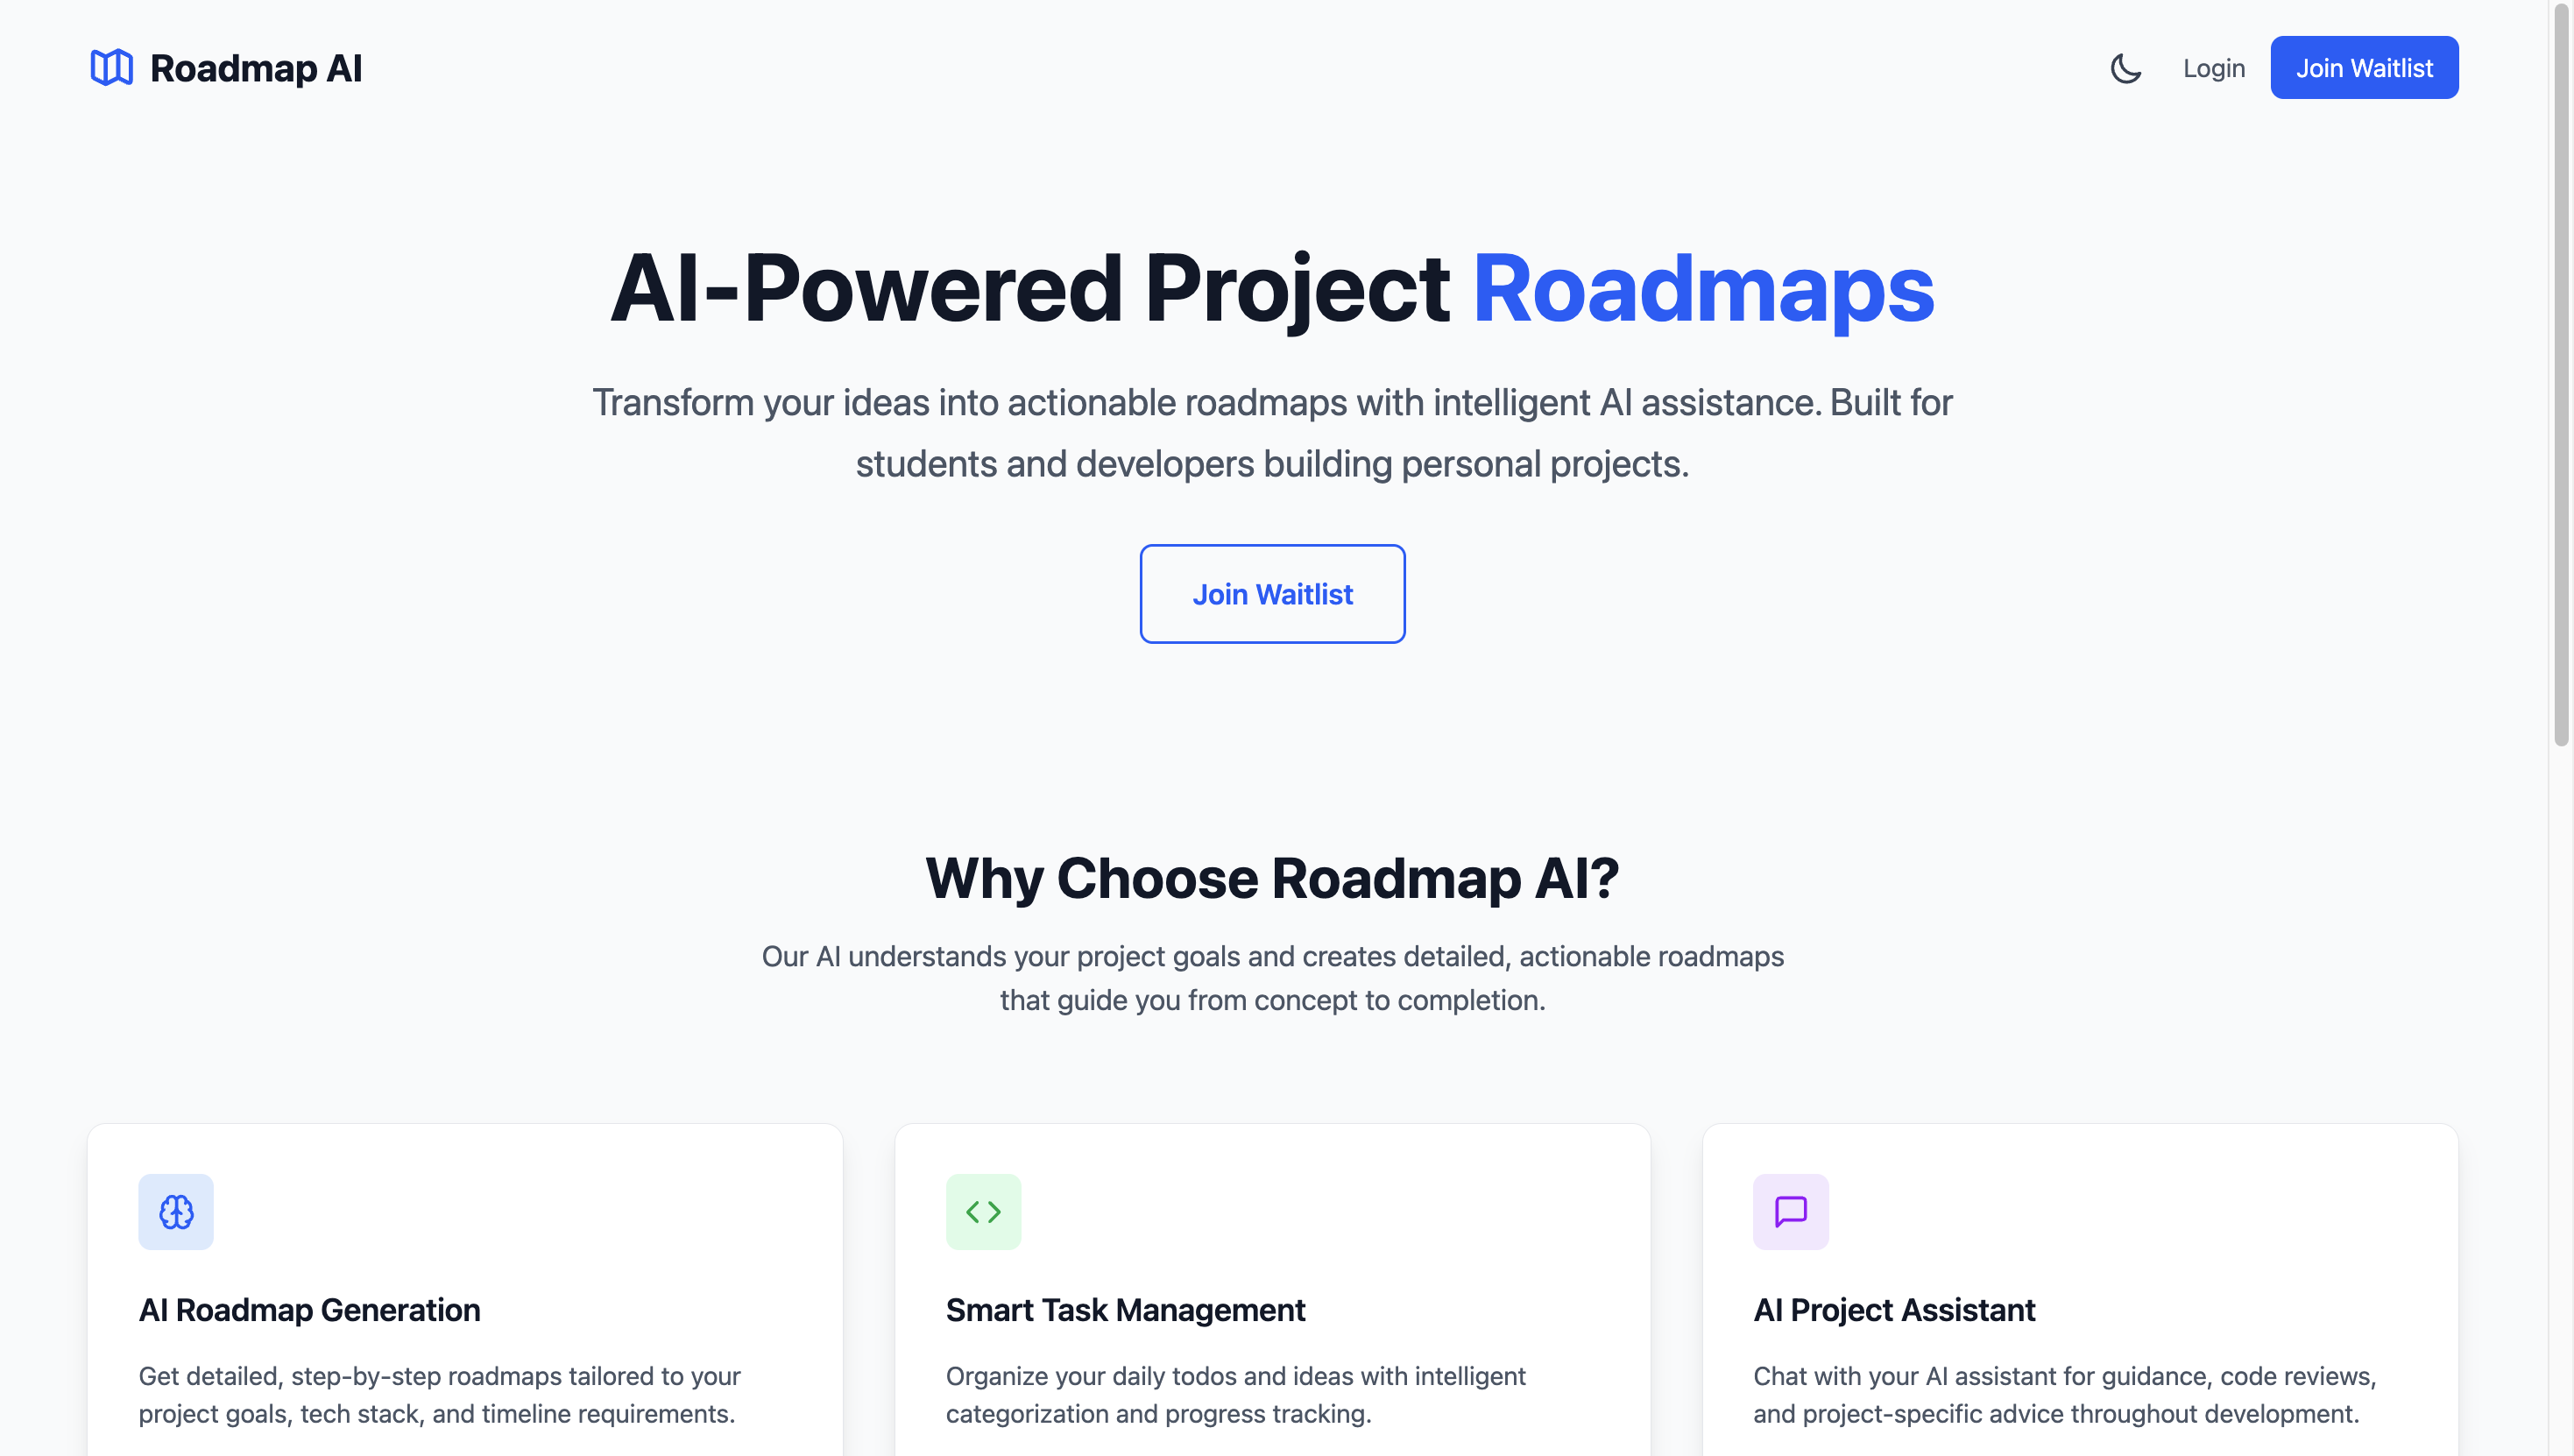 Roadmap AI
Login
Join Waitlist
AI-Powered Project Roadmaps
Transform your ideas into actionable roadmaps with intelligent AI assistance. Built for
students and developers building personal projects.
Join Waitlist
Why Choose Roadmap AI?
Our AI understands your project goals and creates detailed, actionable roadmaps
that guide you from concept to completion.
AI Roadmap Generation
Get detailed, step-by-step roadmaps tailored to your
project goals, tech stack, and timeline requirements.
Smart Task Management
Organize your daily todos and ideas with intelligent
categorization and progress tracking.
AI Project Assistant
Chat with your AI assistant for guidance, code reviews,
and project-specific advice throughout development.